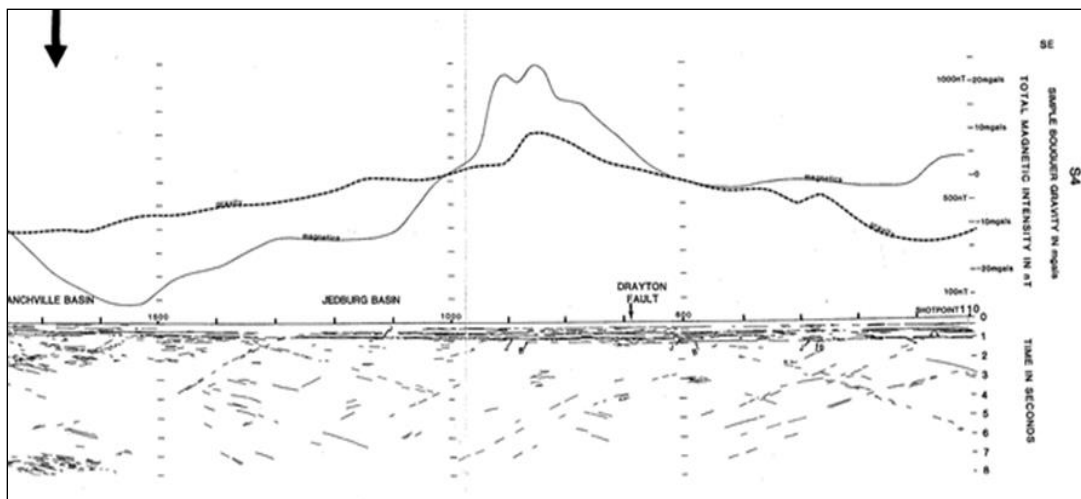 SE
1000nT
20mgals
10mgals
0
500nT
-10mgals
-20mgals
100nT
TOTAL MAGNETIC INTENSITY IN nT
SIMPLE BOUGUER GRAVITY IN mgals
S4
gravity
magnetics
magnetics
gravity
ANCHVILLE BASIN
JEDBURG BASIN
DRAYTON
FAULT
1000
SHOTPOINT 110
0
1
2
3
4
5
6
7
8
TIME IN SECONDS